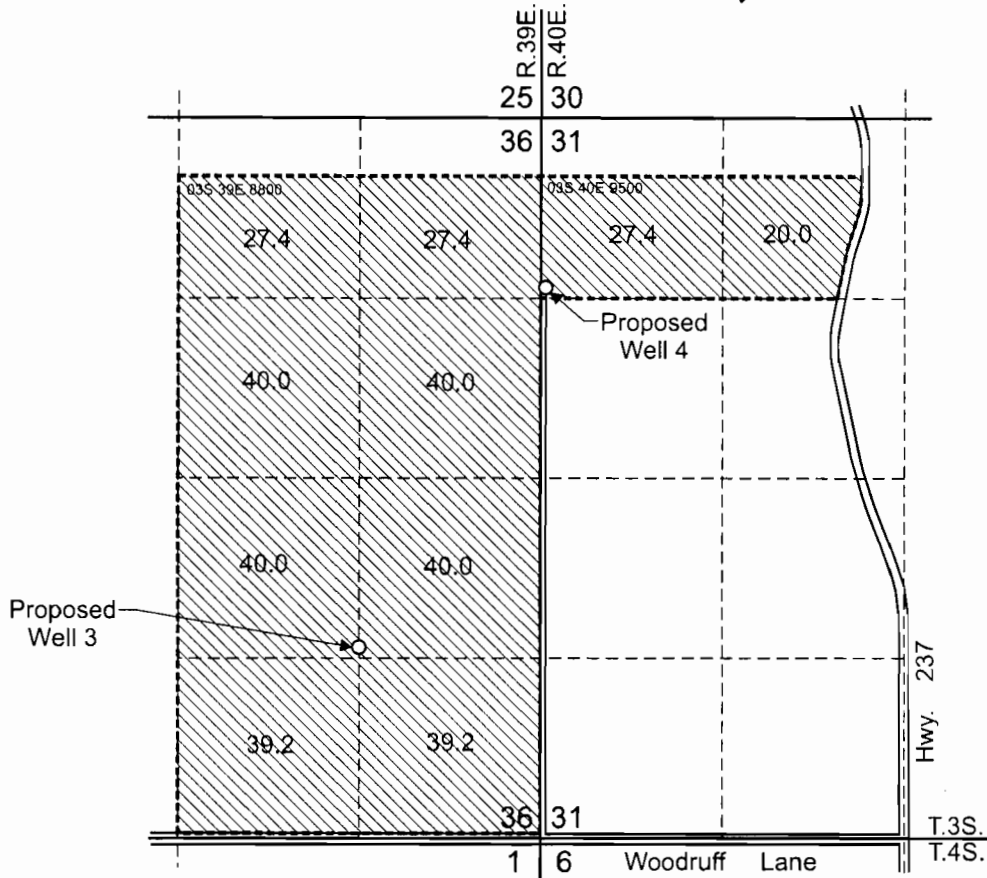 R.39E.
R.40E.
25 30
36 31
03S 39E 8800
03S 40E 9500
27.4 27.4 27.4 20.0
Proposed
Well 4
40.0 40.0
40.0 40.0
Proposed
Well 3
39.2 39.2
Hwy. 237
36 31
T.3S.
T.4S.
1 6
Woodruff Lane